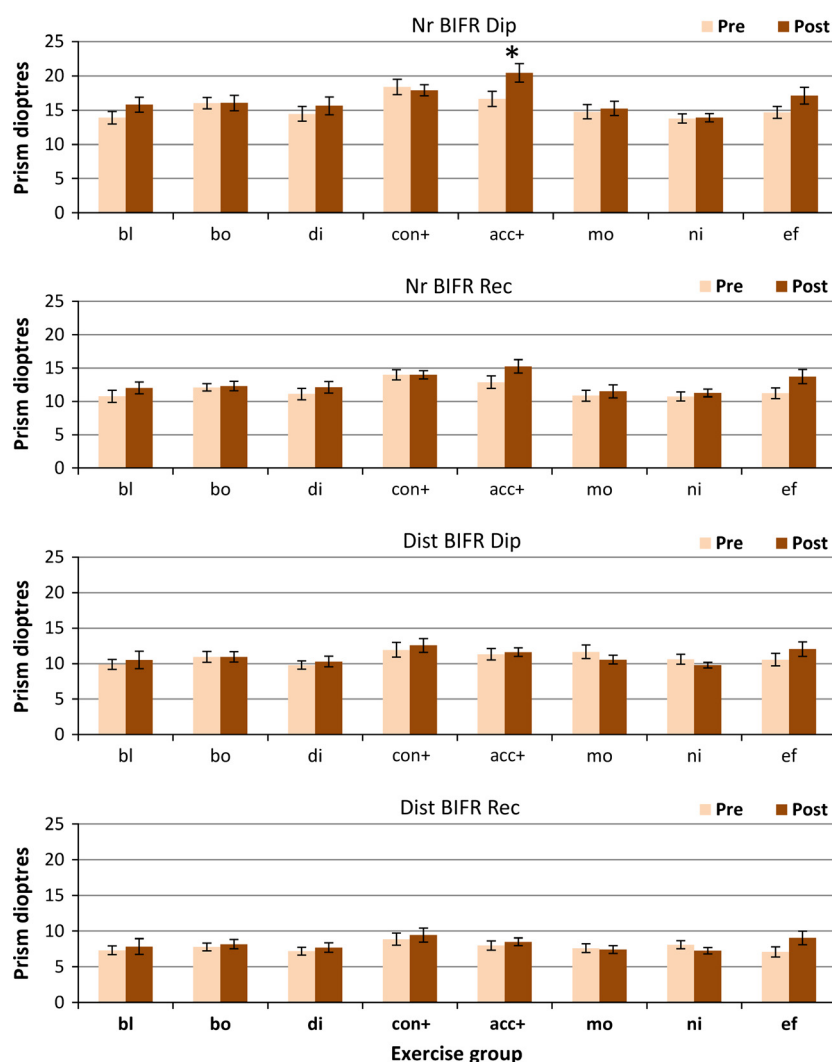 Nr BIFR Dip
Pre Post
*
Prism dioptres
25
20
15
10
5
0
bl bo di con+ acc+ mo ni ef
Nr BIFR Rec
Pre Post
Prism dioptres
25
20
15
10
5
0
bl bo di con+ acc+ mo ni ef
Dist BIFR Dip
Pre Post
Prism dioptres
25
20
15
10
5
0
bl bo di con+ acc+ mo ni ef
Dist BIFR Rec
Pre Post
Prism dioptres
25
20
15
10
5
0
bl bo di con+ acc+ mo ni ef
Exercise group